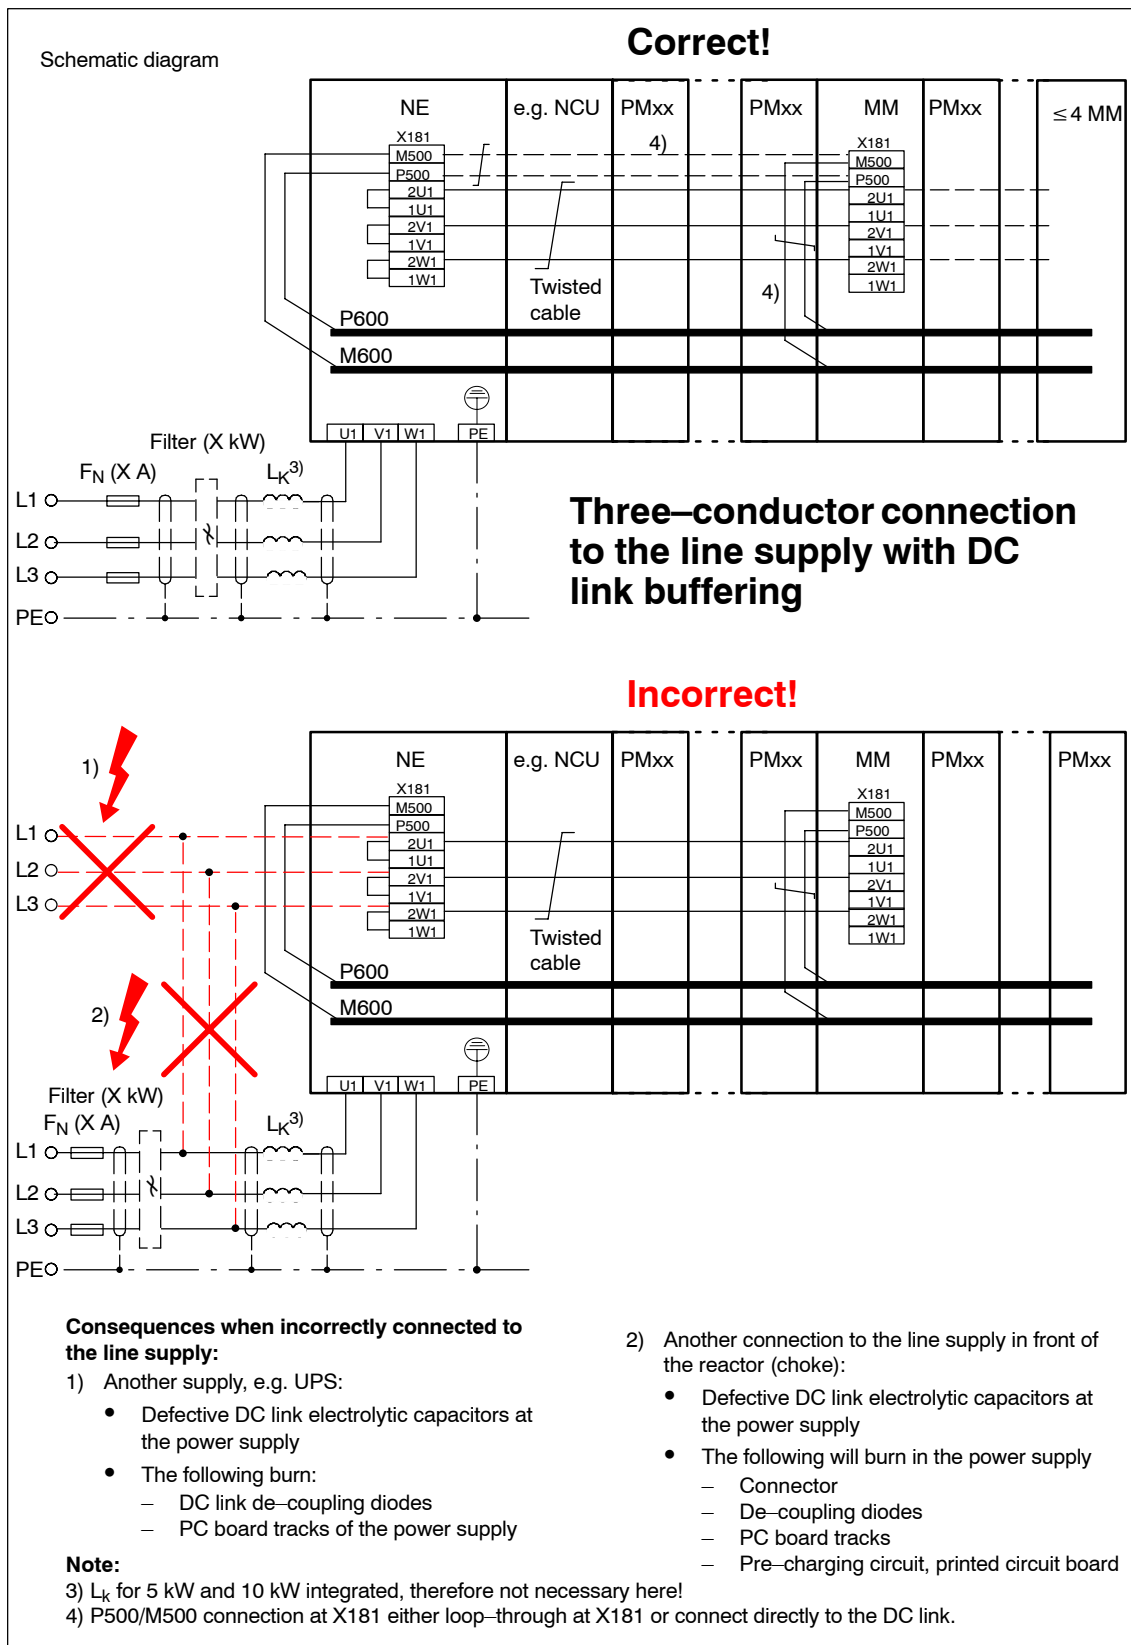 Correct!
Schematic diagram
NE
e.g. NCU
PMxx
PMxx
MM
PMxx
≤ 4 MM
X181
M500
P500
2U1
1U1
2V1
1V1
2W1
1W1
4)
X181
M500
P500
2U1
1U1
2V1
1V1
2W1
1W1
Twisted
cable
4)
P600
M600
U1 V1 W1 PE
Filter (X kW)
FN (X A)
LK3)
L1
L2
L3
PE
Three–conductor connection
to the line supply with DC
link buffering
Incorrect!
NE
e.g. NCU
PMxx
PMxx
MM
PMxx
PMxx
1)
X181
M500
P500
2U1
1U1
2V1
1V1
2W1
1W1
X181
M500
P500
2U1
1U1
2V1
1V1
2W1
1W1
L1
L2
L3
Twisted
cable
P600
M600
2)
U1 V1 W1 PE
Filter (X kW)
FN (X A)
LK3)
L1
L2
L3
PE
Consequences when incorrectly connected to
the line supply:
1) Another supply, e.g. UPS:
• Defective DC link electrolytic capacitors at
the power supply
• The following burn:
– DC link de–coupling diodes
– PC board tracks of the power supply
2) Another connection to the line supply in front of
the reactor (choke):
• Defective DC link electrolytic capacitors at
the power supply
• The following will burn in the power supply
– Connector
– De–coupling diodes
– PC board tracks
– Pre–charging circuit, printed circuit board
Note:
3) Lk for 5 kW and 10 kW integrated, therefore not necessary here!
4) P500/M500 connection at X181 either loop–through at X181 or connect directly to the DC link.